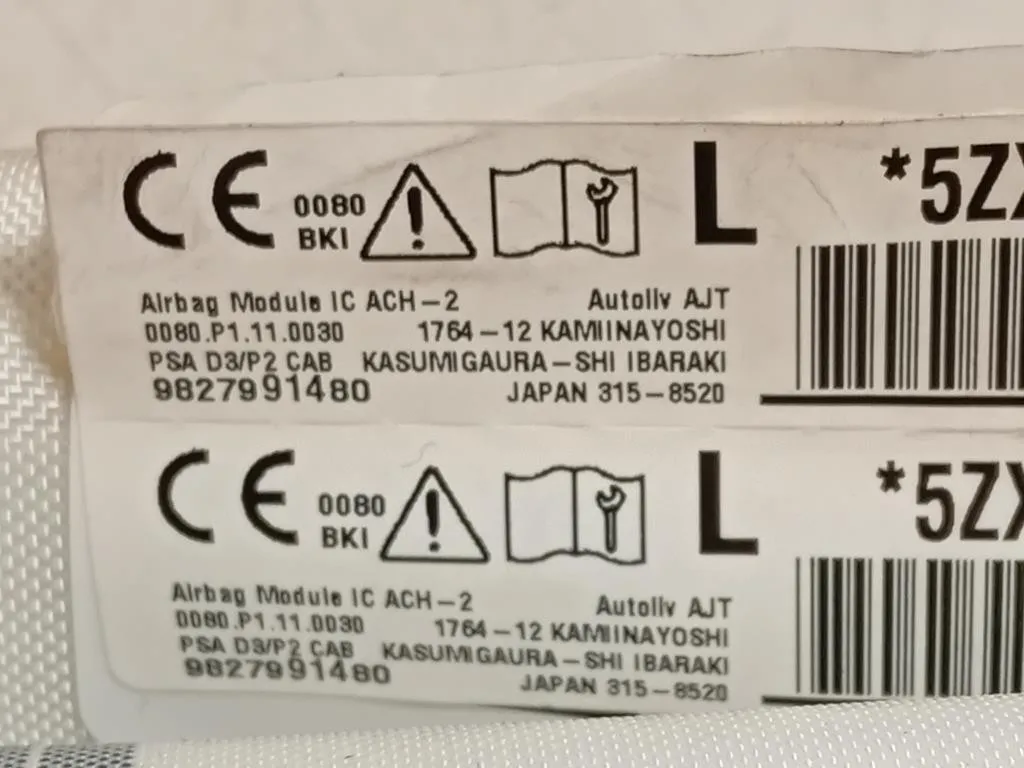 CE 0080 L *5ZX
BKI
Airbag Module IC ACH-2 Autoliv AJT
0080.P1.11.0030 1764-12 KAMIINAYOSHI
PSA D3/P2 CAB KASUMIGAURA-SHI IBARAKI
9827991480 JAPAN 315-8520
CE 0080 L *5ZX
BKI
Airbag Module IC ACH-2 Autoliv AJT
0080.P1.11.0030 1764-12 KAMIINAYOSHI
PSA D3/P2 CAB KASUMIGAURA-SHI IBARAKI
9827991480 JAPAN 315-8520